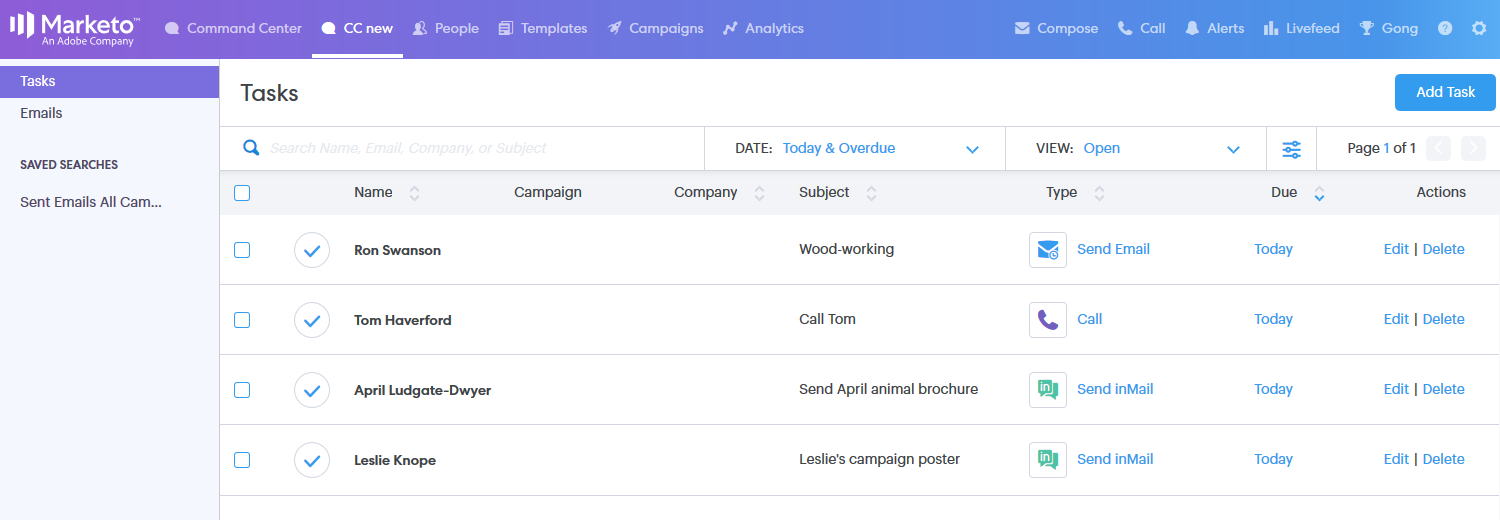 Marketo™ Command Center CC new People Templates Campaigns Analytics Compose Call Alerts Livefeed Gong ?
An Adobe Company
Tasks
Emails
SAVED SEARCHES
Sent Emails All Cam...
Tasks Add Task
Search Name, Email, Company, or Subject DATE: Today & Overdue VIEW: Open Page 1 of 1
Name Campaign Company Subject Type Due Actions
Ron Swanson Wood-working Send Email Today Edit | Delete
Tom Haverford Call Tom Call Today Edit | Delete
April Ludgate-Dwyer Send April animal brochure in Send inMail Today Edit | Delete
Leslie Knope Leslie's campaign poster in Send inMail Today Edit | Delete